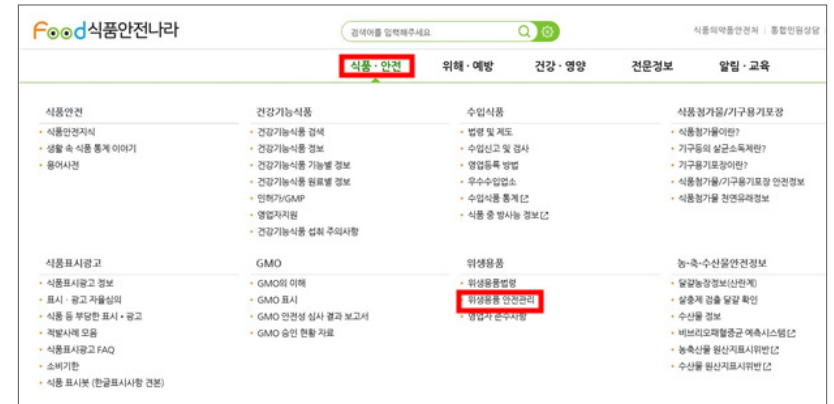 Food식품안전나라
검색어를 입력해주세요
식품의약품안전처 | 통합민원상담
식품·안전 위해·예방 건강·영양 전문정보 알림·교육
식품안전
• 식품안전지식
• 생활 속 식품 통계 이야기
• 용어사전
건강기능식품
• 건강기능식품 검색
• 건강기능식품 정보
• 건강기능식품 기능별 정보
• 건강기능식품 원료별 정보
• 인허가/GMP
• 영업자지원
• 건강기능식품 섭취 주의사항
수입식품
• 법령 및 제도
• 수입신고 및 검사
• 영업등록 방법
• 우수수입업소
• 수입식품 통계
• 식품 중 방사능 정보
식품첨가물/기구용기포장
• 식품첨가물이란?
• 기구등의 살균소독제란?
• 기구용기포장이란?
• 식품첨가물/기구용기포장 안전정보
• 식품첨가물 천연유래정보
식품표시광고
• 식품표시광고 정보
• 표시·광고 자율심의
• 식품 등 부당한 표시·광고
• 적발사례 모음
• 식품표시광고 FAQ
• 소비기한
• 식품 표시봇 (한글표시사항 견본)
GMO
• GMO의 이해
• GMO 표시
• GMO 안전성 심사 결과 보고서
• GMO 승인 현황 자료
위생용품
• 위생용품법령
• 위생용품 안전관리
• 영업자 준수사항
농·축·수산물안전정보
• 달걀농장정보(산란계)
• 살충제 검출 달걀 확인
• 수산물 정보
• 비브리오패혈증균 예측시스템
• 농축산물 원산지표시위반
• 수산물 원산지표시위반